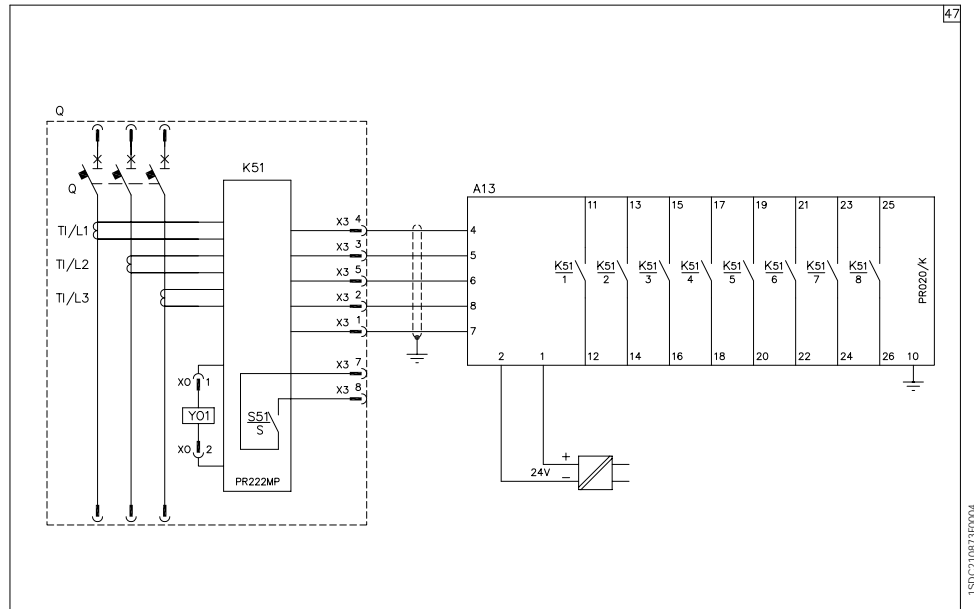 47
Q
K51
Q
A13
11 13 15 17 19 21 23 25
TI/L1
X3 4
4
X3 3
5
TI/L2
X3 5
6
K51 1
K51 2
K51 3
K51 4
K51 5
K51 6
K51 7
K51 8
PR020/K
TI/L3
X3 2
8
X3 1
7
2 1 12 14 16 18 20 22 24 26 10
X3 7
X0 1
X3 8
Y01
S51
S
X0 2
+
24V
–
PR222MP
1SDC210873F0004